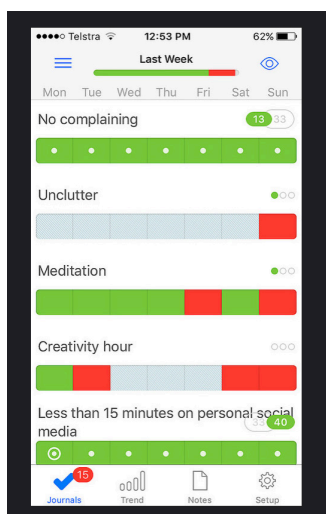 Telstra 12:53 PM 62%
Last Week
Mon Tue Wed Thu Fri Sat Sun
No complaining 13 33
Unclutter
Meditation
Creativity hour
Less than 15 minutes on personal social
media 33 40
15
Journals Trend Notes Setup